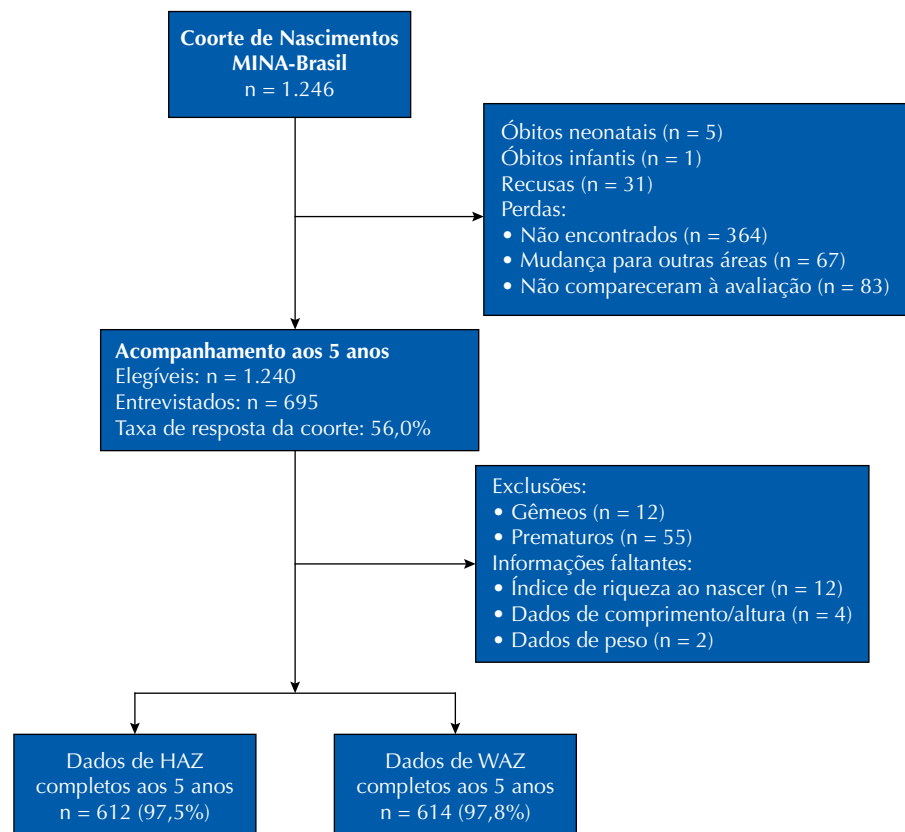 Coorte de Nascimentos
MINA-Brasil
n = 1.246
Óbitos neonatais (n = 5)
Óbitos infantis (n = 1)
Recusas (n = 31)
Perdas:
• Não encontrados (n = 364)
• Mudança para outras áreas (n = 67)
• Não compareceram à avaliação (n = 83)
Acompanhamento aos 5 anos
Elegíveis: n = 1.240
Entrevistados: n = 695
Taxa de resposta da coorte: 56,0%
Exclusões:
• Gêmeos (n = 12)
• Prematuros (n = 55)
Informações faltantes:
• Índice de riqueza ao nascer (n = 12)
• Dados de comprimento/altura (n = 4)
• Dados de peso (n = 2)
Dados de HAZ
completos aos 5 anos
n = 612 (97,5%)
Dados de WAZ
completos aos 5 anos
n = 614 (97,8%)